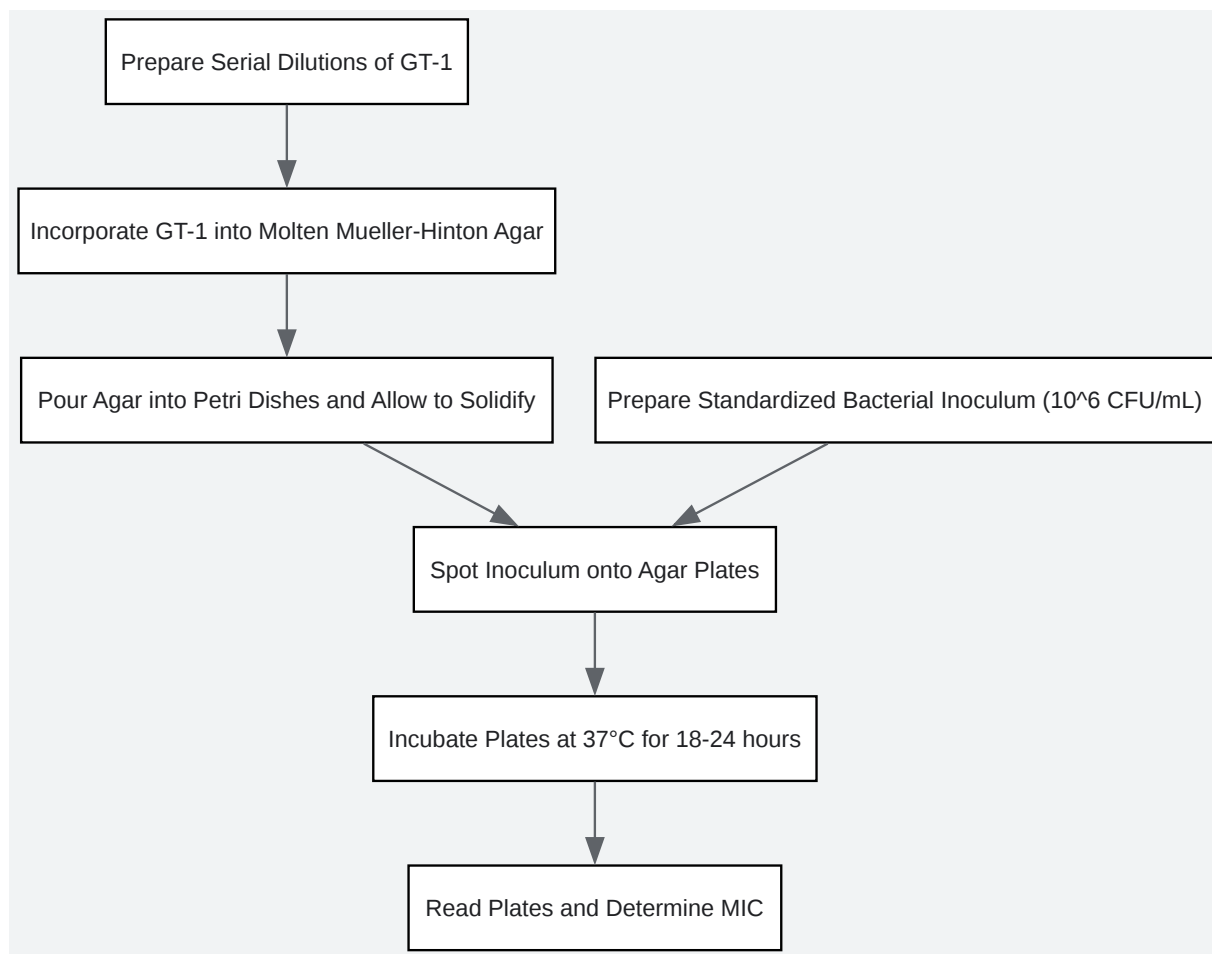 Prepare Serial Dilutions of GT-1
Incorporate GT-1 into Molten Mueller-Hinton Agar
Pour Agar into Petri Dishes and Allow to Solidify
Prepare Standardized Bacterial Inoculum (10^6 CFU/mL)
Spot Inoculum onto Agar Plates
Incubate Plates at 37°C for 18-24 hours
Read Plates and Determine MIC